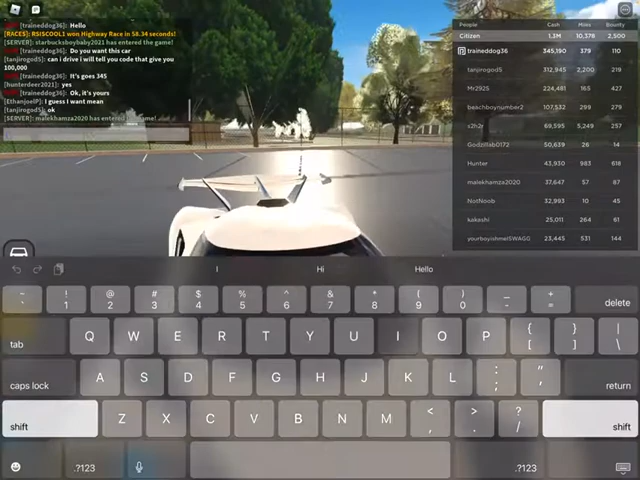 [traineddog36]: Hello
[RACES]: RSISCOOL1 won Highway Race in 58.34 seconds!
[SERVER]: starbucksboybaby2021 has entered the game!
[traineddog36]: Do you want this car
[tanjirogod5]: can i drive i will tell you code that give you
100,000
[traineddog36]: It's goes 345
[hunterdeer2021]: yes
[traineddog36]: Ok, it's yours
[EthanjoelP]: I guess I want mean
[tanjirogod5]: ok
[SERVER]: malekhamza2020 has entered the game!
People Cash Miles Bounty
Citizen 1.3M 10,378 2,500
traineddog36 345,190 379 110
tanjirogod5 312,945 2,200 219
Mr292S 224,481 165 427
beachboynumber2 107,532 299 279
s2h2r 69,595 5,249 257
Godzillab0172 50,639 26 14
Hunter 43,930 983 618
malekhamza2020 37,647 57 87
NotNoob 32,993 10 45
kakashi 25,011 264 61
yourboyishmelSWAGG 23,445 531 144
I Hi Hello
~ ! @ # $ % ^ & * ( ) _ +
` 1 2 3 4 5 6 7 8 9 0 - = delete
tab Q W E R T Y U I O P { [ } ] | \
caps lock A S D F G H J K L : ; " ' return
shift Z X C V B N M < , > . ? / shift
.?123 .?123